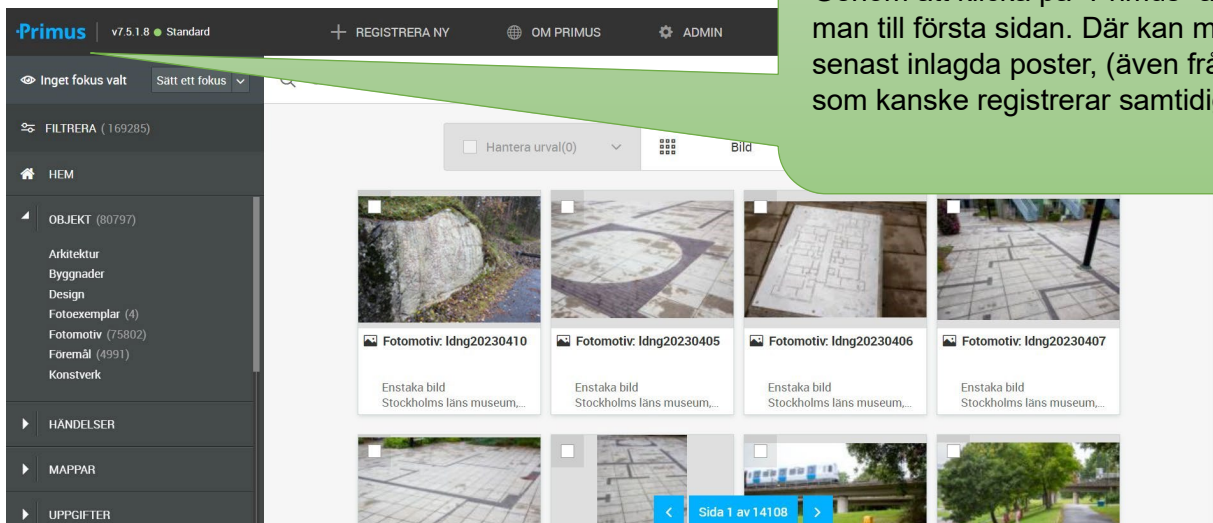 Primus
v7.5.1.8 Standard
REGISTRERA NY
OM PRIMUS
ADMIN
man till första sidan. Där kan
senast inlagda poster, (även
som kanske registrerar
Inget fokus valt
Sätt ett fokus
FILTRERA (169285)
Hantera urval(0)
Bild
HEM
OBJEKT (80797)
Arkitektur
Byggnader
Design
Fotoexemplar (4)
Fotomotiv (75802)
Föremål (4991)
Konstverk
HÄNDELSER
MAPPAR
UPPGIFTER
Fotomotiv: ldng20230410
Enstaka bild
Stockholms läns museum,...
Fotomotiv: ldng20230405
Enstaka bild
Stockholms läns museum,...
Fotomotiv: ldng20230406
Enstaka bild
Stockholms läns museum,...
Fotomotiv: ldng20230407
Enstaka bild
Stockholms läns museum,...
Sida 1 av 14108